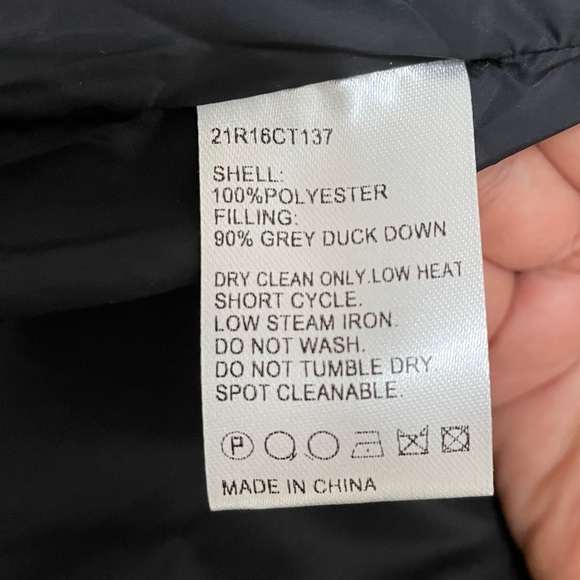 21R16CT137
SHELL:
100%POLYESTER
FILLING:
90% GREY DUCK DOWN
DRY CLEAN ONLY.LOW HEAT
SHORT CYCLE.
LOW STEAM IRON.
DO NOT WASH.
DO NOT TUMBLE DRY.
SPOT CLEANABLE.
P
MADE IN CHINA